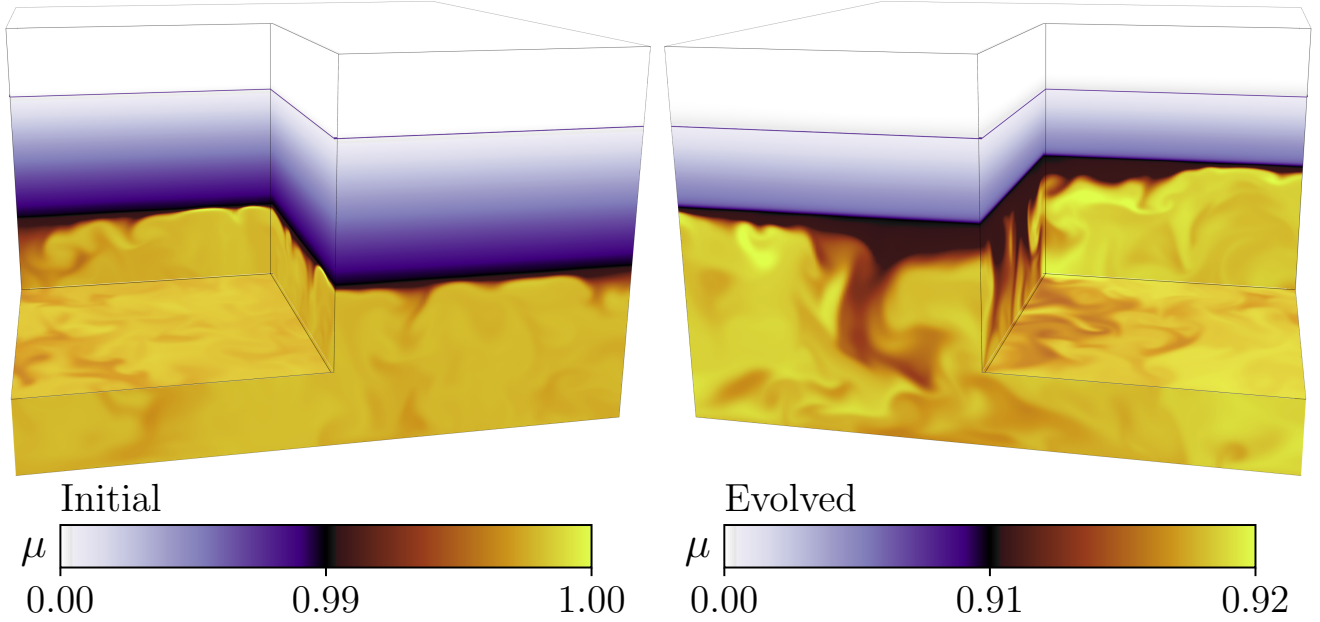 Initial
μ
0.00 0.99 1.00
Evolved
μ
0.00 0.91 0.92